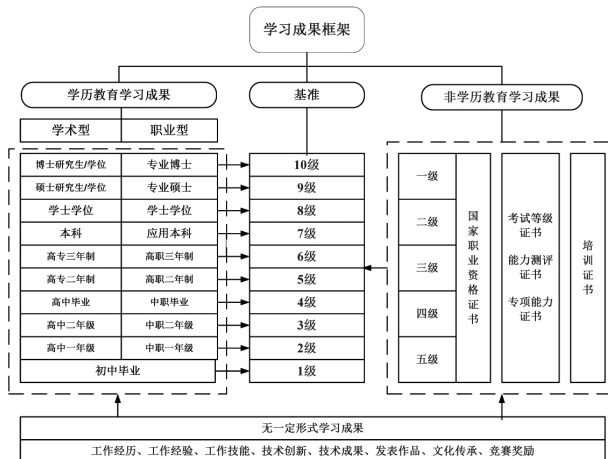 学习成果框架
学历教育学习成果
基准
非学历教育学习成果
学术型 职业型
博士研究生/学位 专业博士 10级
硕士研究生/学位 专业硕士 9级
学士学位 学士学位 8级
本科 应用本科 7级
高专三年制 高职三年制 6级
高专二年制 高职二年制 5级
高中毕业 中职毕业 4级
高中二年级 中职二年级 3级
高中一年级 中职一年级 2级
初中毕业 1级
一级
二级
三级
四级
五级
国家职业资格证书
考试等级
证书
能力测评
证书
专项能力
证书
培训证书
无一定形式学习成果
工作经历、工作经验、工作技能、技术创新、技术成果、发表作品、文化传承、竞赛奖励